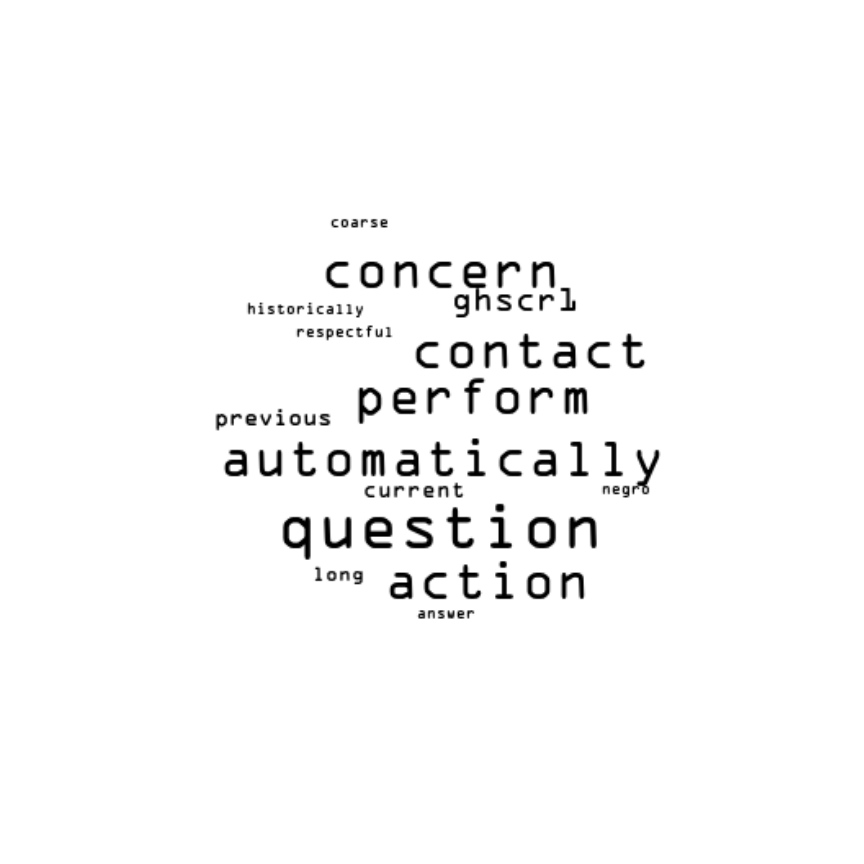 coarse
concern
ghscrl
historically
respectful
contact
perform
previous
automatically
current
negro
question
long
action
answer